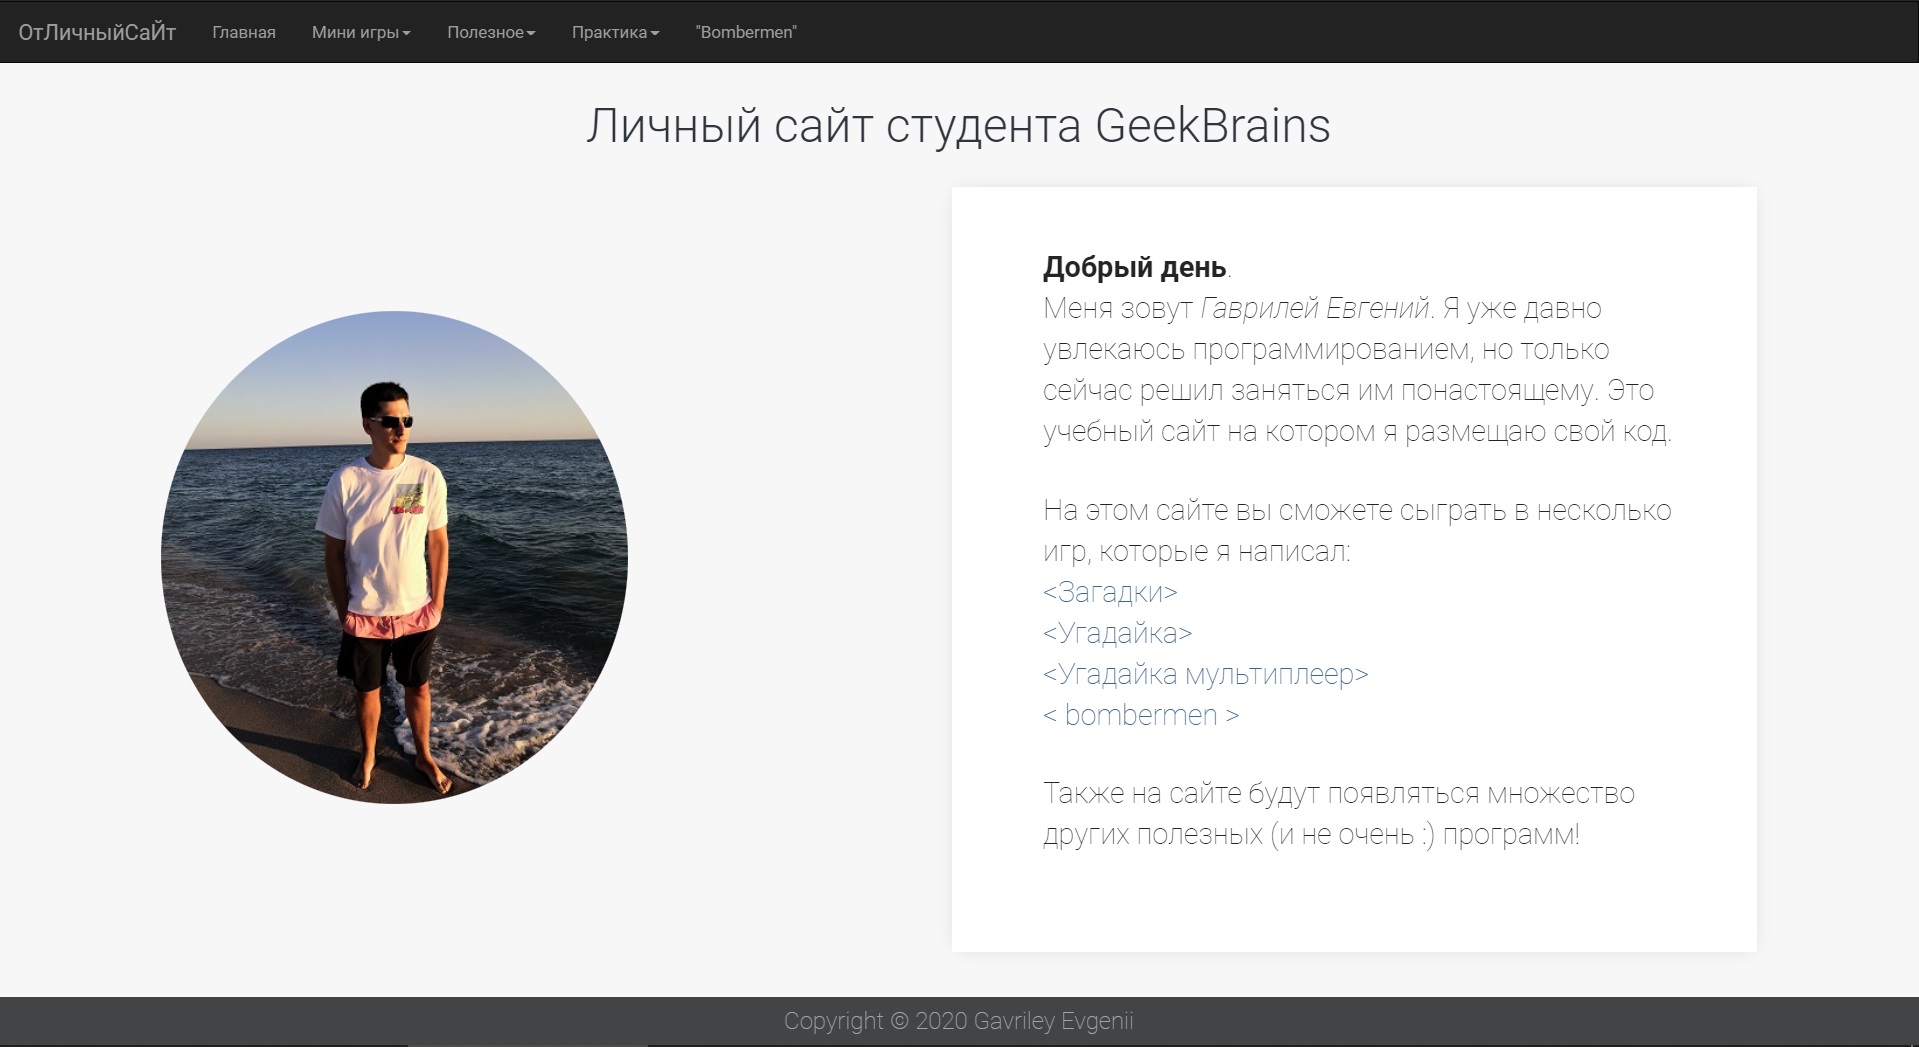 ОтЛичныйСаЙт Главная Мини игры Полезное Практика "Bombermen"
Личный сайт студента GeekBrains
Добрый день.
Меня зовут Гаврилей Евгений. Я уже давно
увлекаюсь программированием, но только
сейчас решил заняться им понастоящему. Это
учебный сайт на котором я размещаю свой код.
На этом сайте вы сможете сыграть в несколько
игр, которые я написал:
<Загадки>
<Угадайка>
<Угадайка мультиплеер>
< bombermen >
Также на сайте будут появляться множество
других полезных (и не очень :) программ!
Copyright © 2020 Gavriley Evgenii